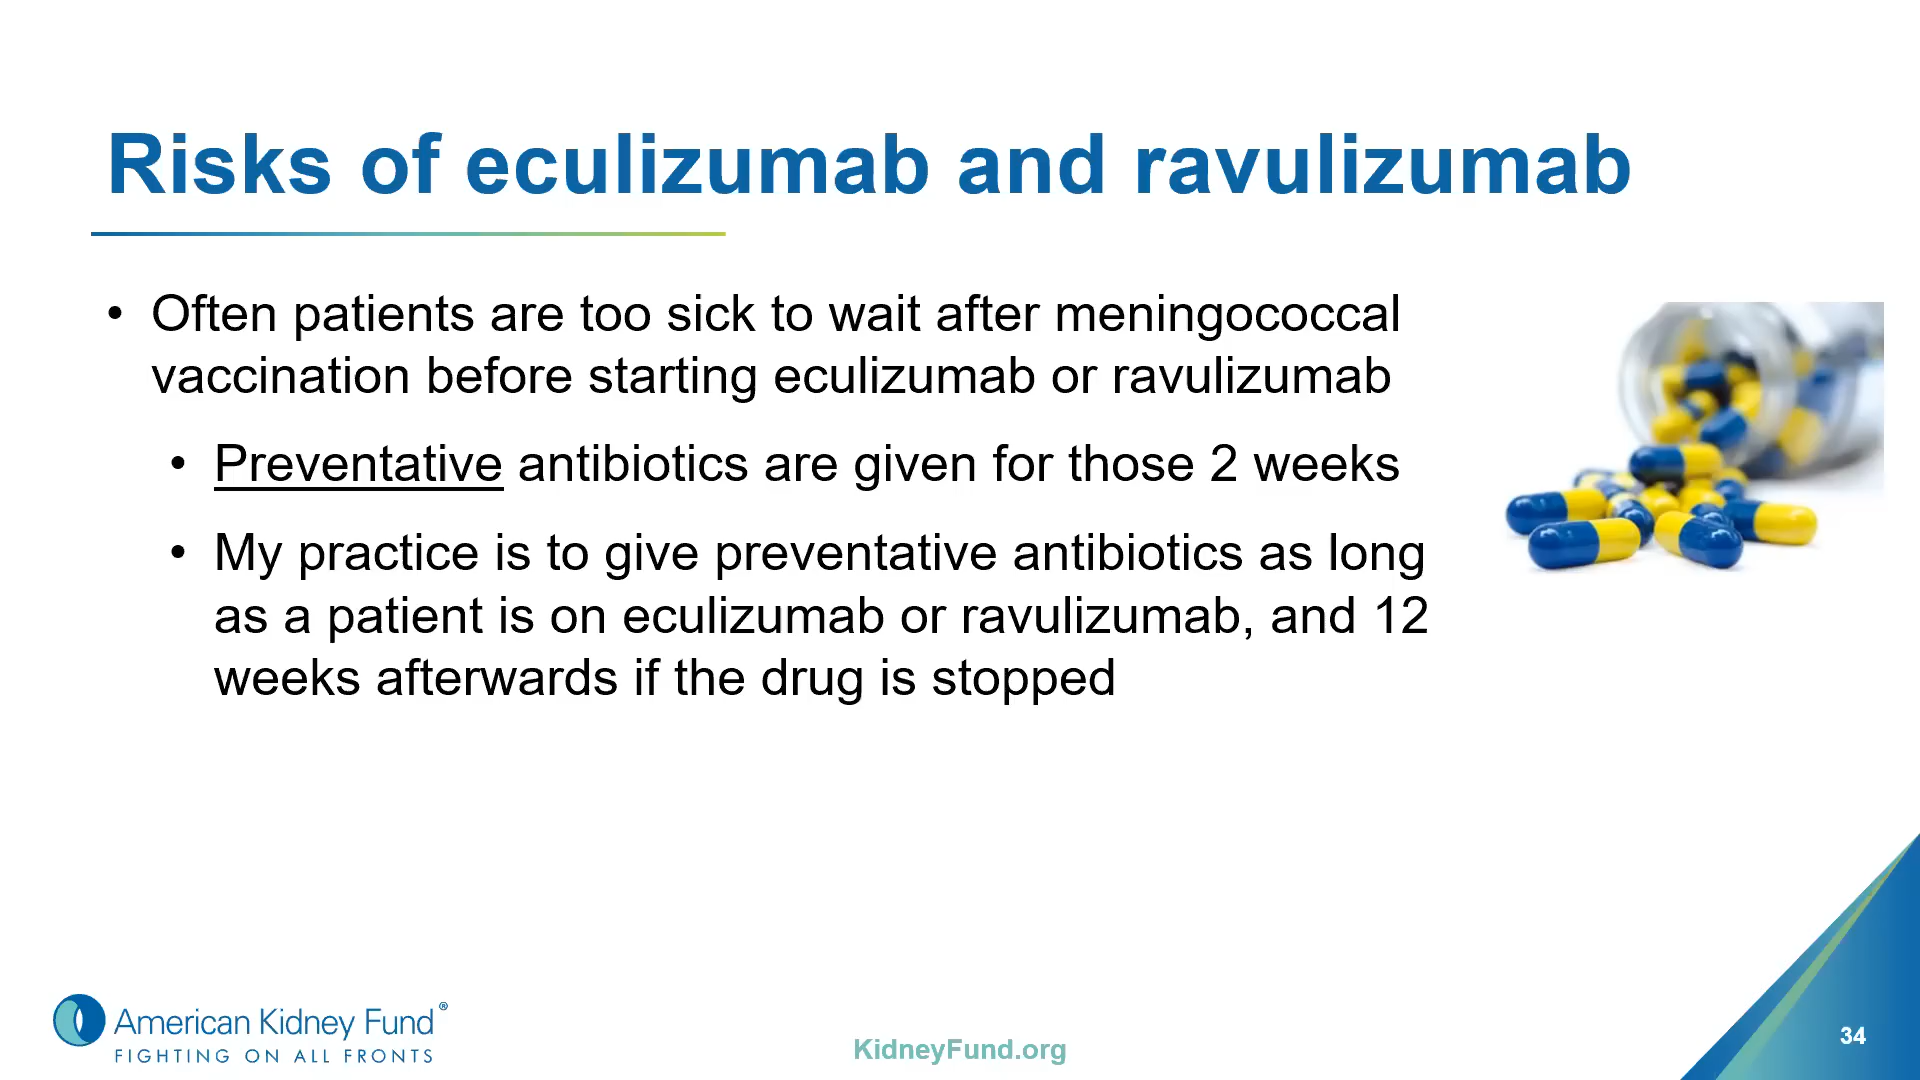 Risks of eculizumab and ravulizumab
• Often patients are too sick to wait after meningococcal
vaccination before starting eculizumab or ravulizumab
• Preventative antibiotics are given for those 2 weeks
• My practice is to give preventative antibiotics as long
as a patient is on eculizumab or ravulizumab, and 12
weeks afterwards if the drug is stopped
American Kidney Fund®
FIGHTING ON ALL FRONTS
KidneyFund.org
34